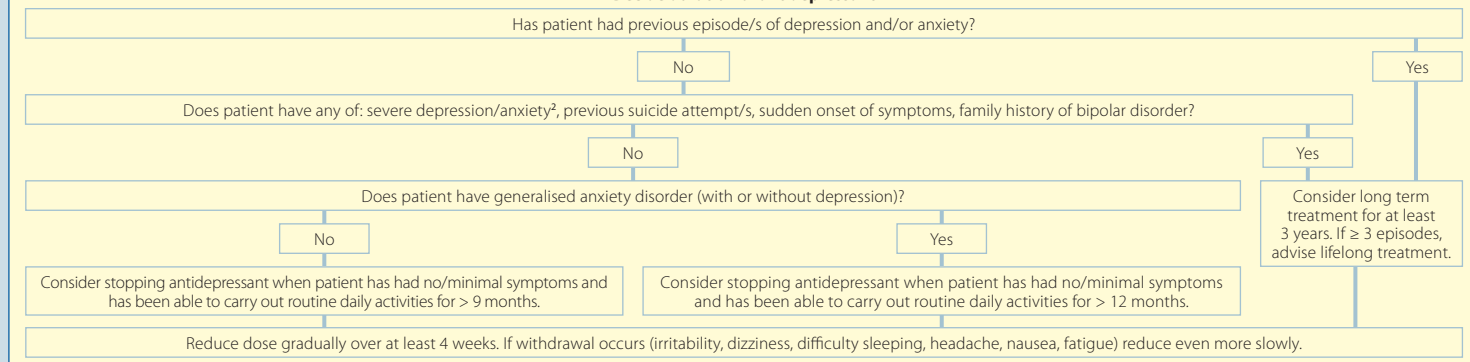 Has patient had previous episode/s of depression and/or anxiety?
No
Yes
Does patient have any of: severe depression/anxiety², previous suicide attempt/s, sudden onset of symptoms, family history of bipolar disorder?
No
Yes
Does patient have generalised anxiety disorder (with or without depression)?
Consider long term
treatment for at least
3 years. If ≥ 3 episodes,
advise lifelong treatment.
No
Yes
Consider stopping antidepressant when patient has had no/minimal symptoms and
has been able to carry out routine daily activities for > 9 months.
Consider stopping antidepressant when patient has had no/minimal symptoms
and has been able to carry out routine daily activities for > 12 months.
Reduce dose gradually over at least 4 weeks. If withdrawal occurs (irritability, dizziness, difficulty sleeping, headache, nausea, fatigue) reduce even more slowly.